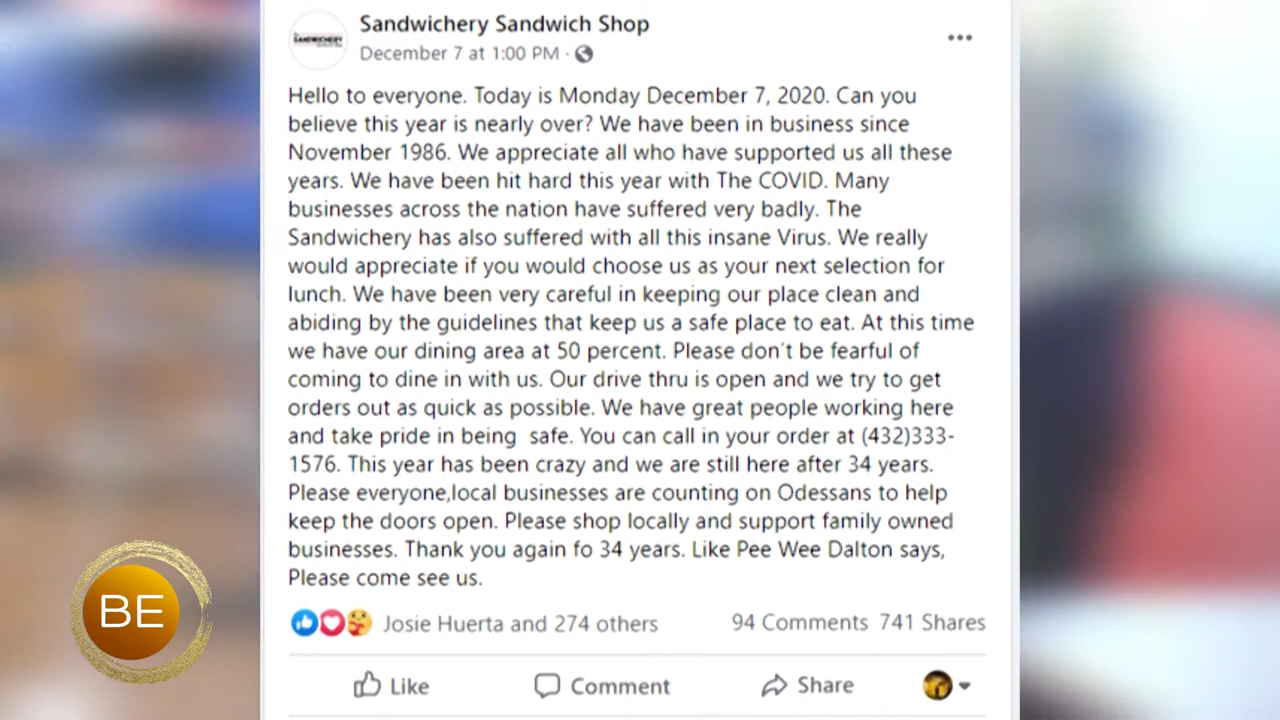 Sandwichery Sandwich Shop
SANDWICHERY
December 7 at 1:00 PM ·
Hello to everyone. Today is Monday December 7, 2020. Can you
believe this year is nearly over? We have been in business since
November 1986. We appreciate all who have supported us all these
years. We have been hit hard this year with The COVID. Many
businesses across the nation have suffered very badly. The
Sandwichery has also suffered with all this insane Virus. We really
would appreciate if you would choose us as your next selection for
lunch. We have been very careful in keeping our place clean and
abiding by the guidelines that keep us a safe place to eat. At this time
we have our dining area at 50 percent. Please don't be fearful of
coming to dine in with us. Our drive thru is open and we try to get
orders out as quick as possible. We have great people working here
and take pride in being  safe. You can call in your order at (432)333-
1576. This year has been crazy and we are still here after 34 years.
Please everyone,local businesses are counting on Odessans to help
keep the doors open. Please shop locally and support family owned
businesses. Thank you again fo 34 years. Like Pee Wee Dalton says,
Please come see us.
BE
Josie Huerta and 274 others 94 Comments 741 Shares
Like Comment Share